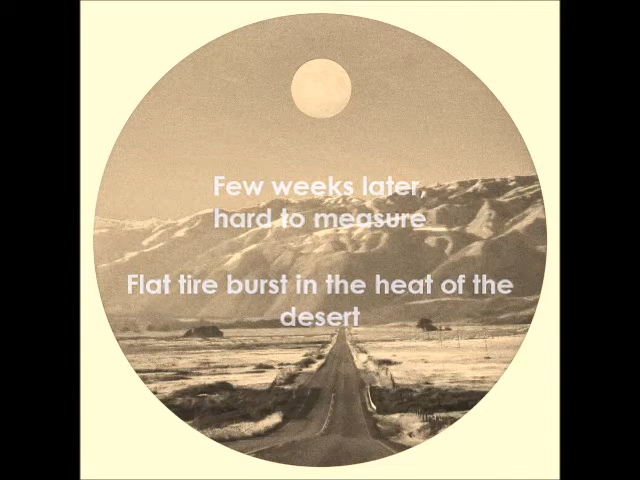 Few weeks later,
hard to measure
Flat tire burst in the heat of the
desert